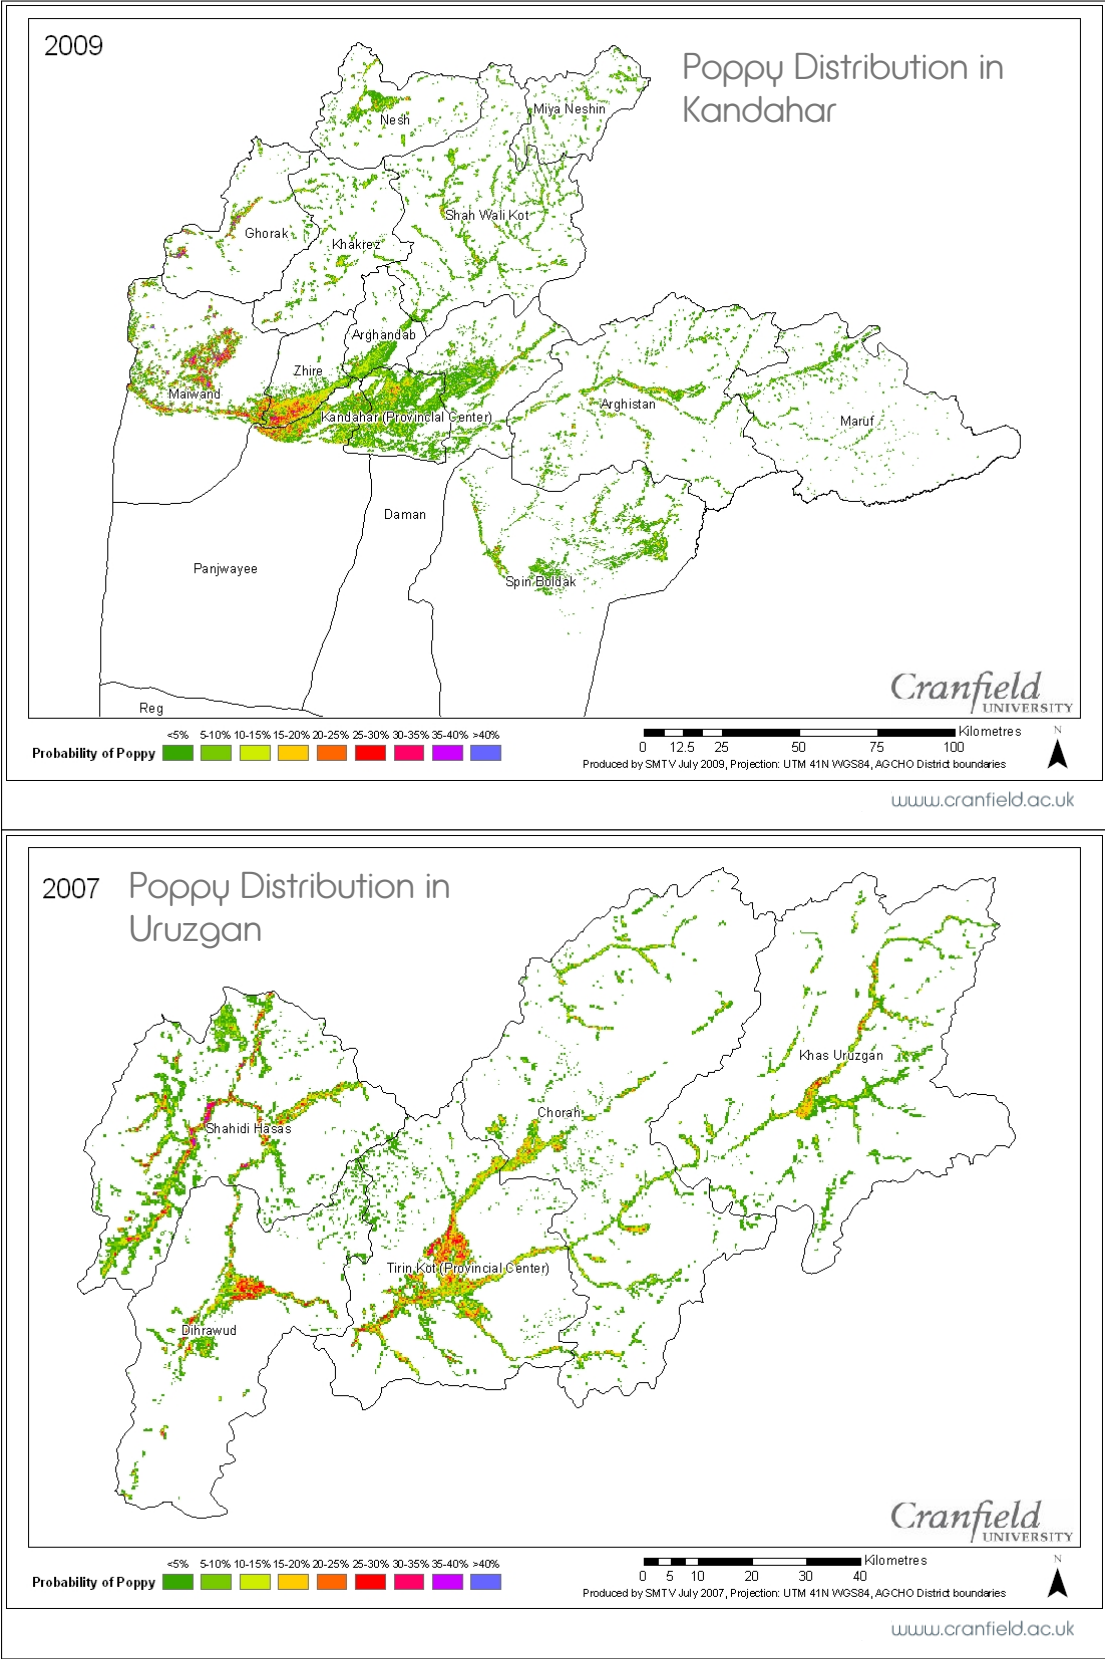 2009
Poppy Distribution in
Kandahar
Nesh
Miya Neshin
Shah Wali Kot
Ghorak
Khakrez
Arghandab
Zhire
Maiwand
Kandahar (Provincial Center)
Arghistan
Maruf
Daman
Panjwayee
Spin Boldak
Reg
Cranfield
UNIVERSITY
Probability of Poppy
<5% 5-10% 10-15% 15-20% 20-25% 25-30% 30-35% 35-40% >40%
0 12.5 25 50 75 100
Kilometres
N
Produced by SMTV July 2009, Projection: UTM 41N WGS84, AGCHO District boundaries
www.cranfield.ac.uk
2007
Poppy Distribution in
Uruzgan
Khas Uruzgan
Chorah
Shahidi Hasas
Tirin Kot (Provincial Center)
Dihrawud
Cranfield
UNIVERSITY
Probability of Poppy
<5% 5-10% 10-15% 15-20% 20-25% 25-30% 30-35% 35-40% >40%
0 5 10 20 30 40
Kilometres
N
Produced by SMTV July 2007, Projection: UTM 41N WGS84, AGCHO District boundaries
www.cranfield.ac.uk